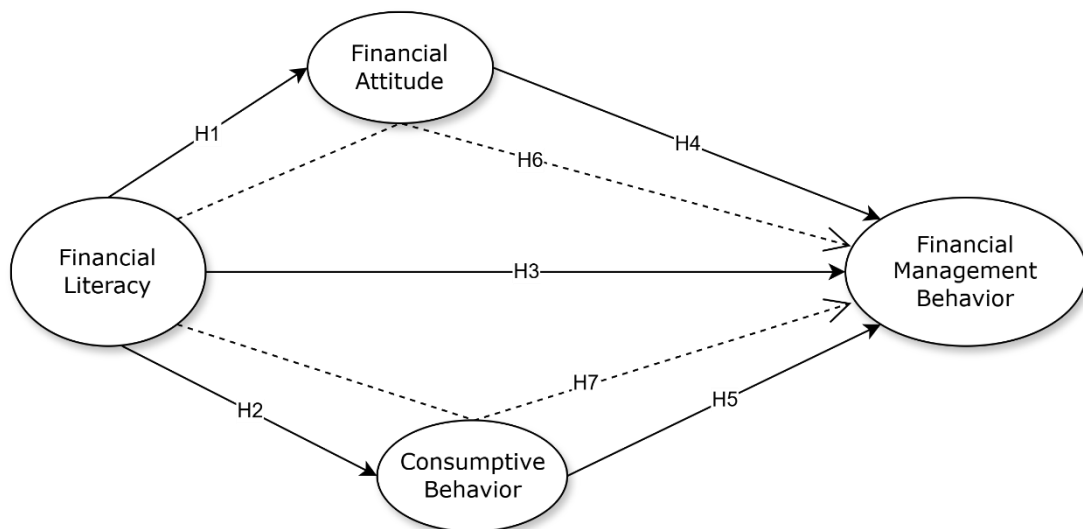 Financial
Attitude
H1
H4
H6
Financial
Literacy
H3
Financial
Management
Behavior
H7
H2
H5
Consumptive
Behavior